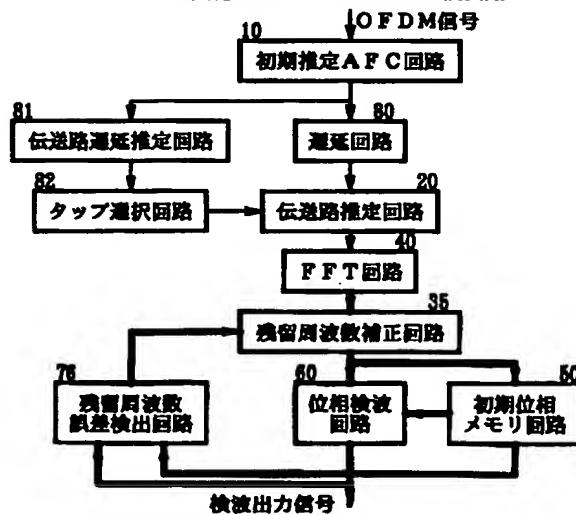 OFDM信号
10
初期推定AFC回路
81
伝送路遅延推定回路
80
遅延回路
82
タップ選択回路
20
伝送路推定回路
40
FFT回路
35
残留周波数補正回路
76
残留周波数
誤差検出回路
60
位相検波
回路
50
初期位相
メモリ回路
検波出力信号